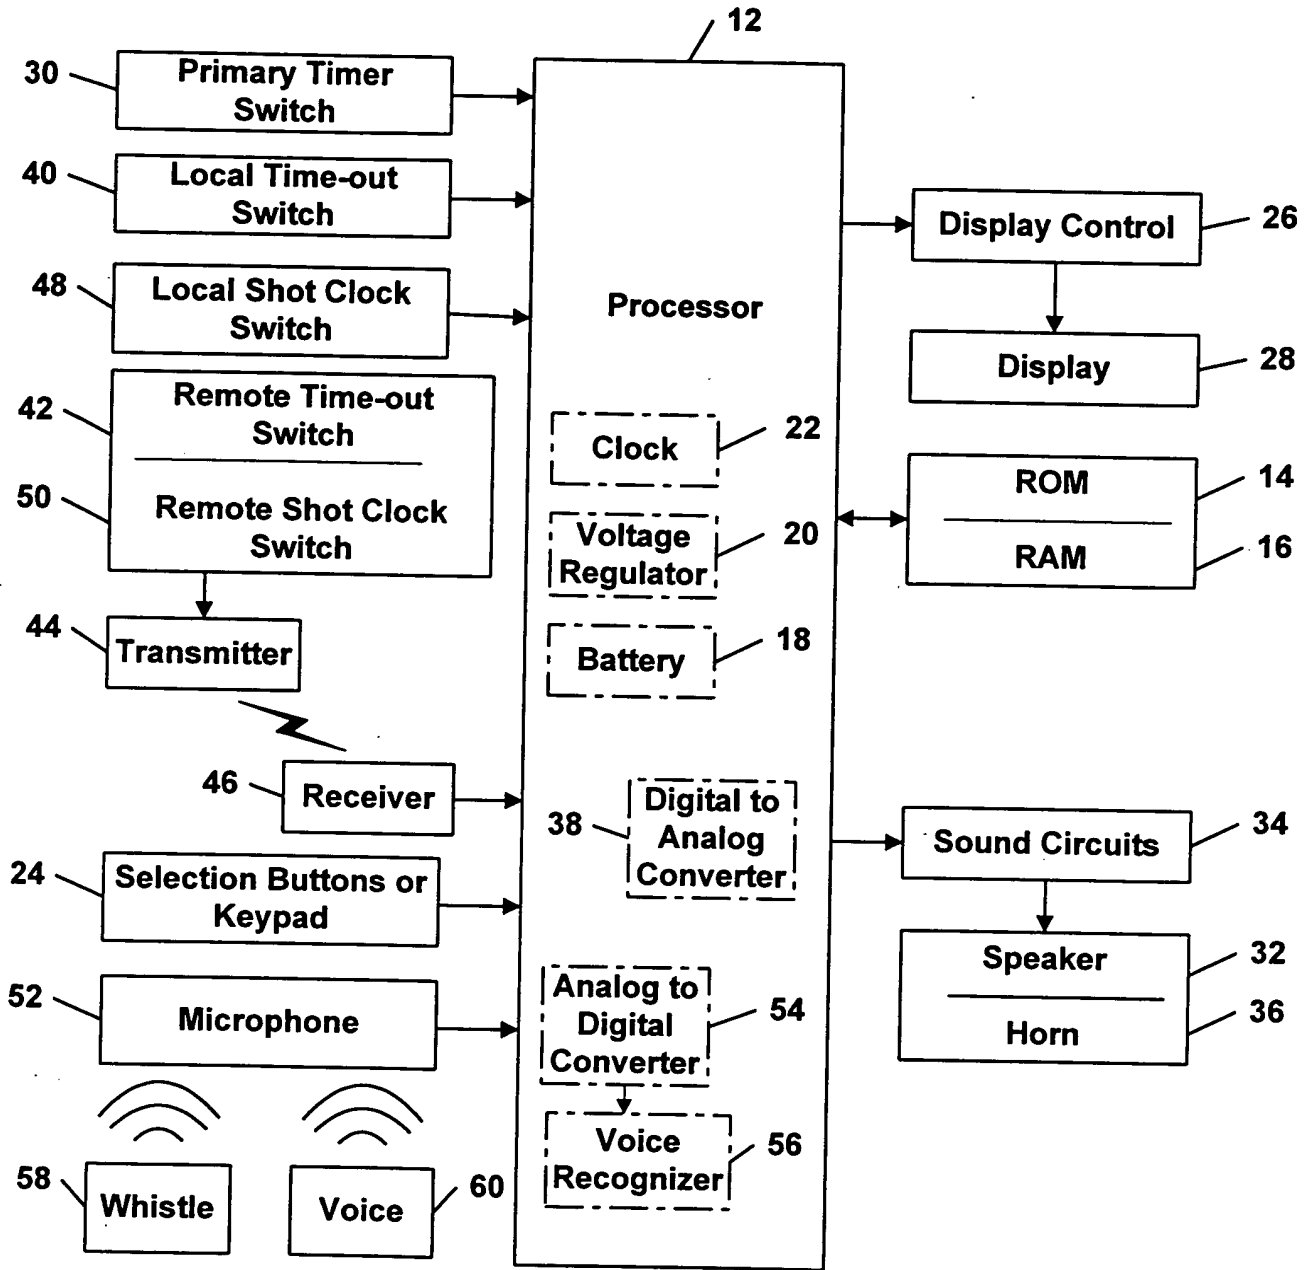 12
30
Primary Timer
Switch
40
Local Time-out
Switch
48
Local Shot Clock
Switch
42
Remote Time-out
Switch
50
Remote Shot Clock
Switch
44
Transmitter
46
Receiver
24
Selection Buttons or
Keypad
52
Microphone
58
Whistle
Voice
60
Processor
Clock
22
Voltage
Regulator
20
Battery
18
38
Digital to
Analog
Converter
Analog to
Digital
Converter
54
Voice
Recognizer
56
Display Control
26
Display
28
ROM
14
RAM
16
Sound Circuits
34
Speaker
32
Horn
36